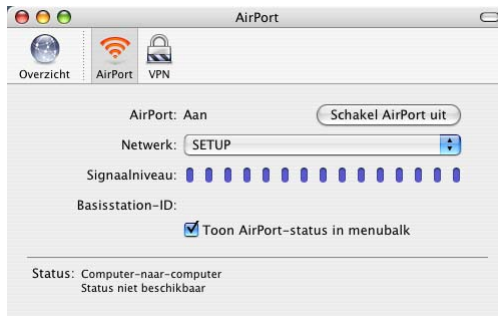 AirPort
Overzicht AirPort VPN
AirPort: Aan Schakel AirPort uit
Netwerk: SETUP
Signaalniveau:
Basisstation-ID:
Toon AirPort-status in menubalk
Status: Computer-naar-computer
Status niet beschikbaar